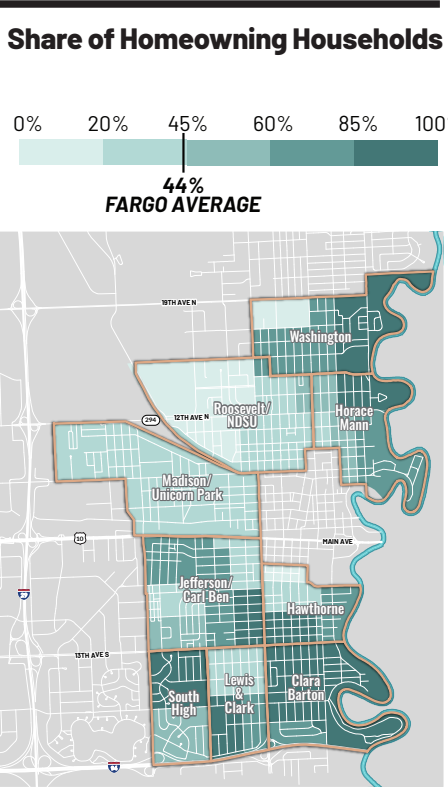 Share of Homeowning Households
0% 20% 45% 60% 85% 100
44%
FARGO AVERAGE
19TH AVE N
Washington
294
12TH AVE N
Roosevelt/
NDSU
Horace
Mann
Madison/
Unicorn Park
10
MAIN AVE
Jefferson/
Carl Ben
Hawthorne
13TH AVE S
South
High
Lewis
&
Clark
Clara
Barton
94